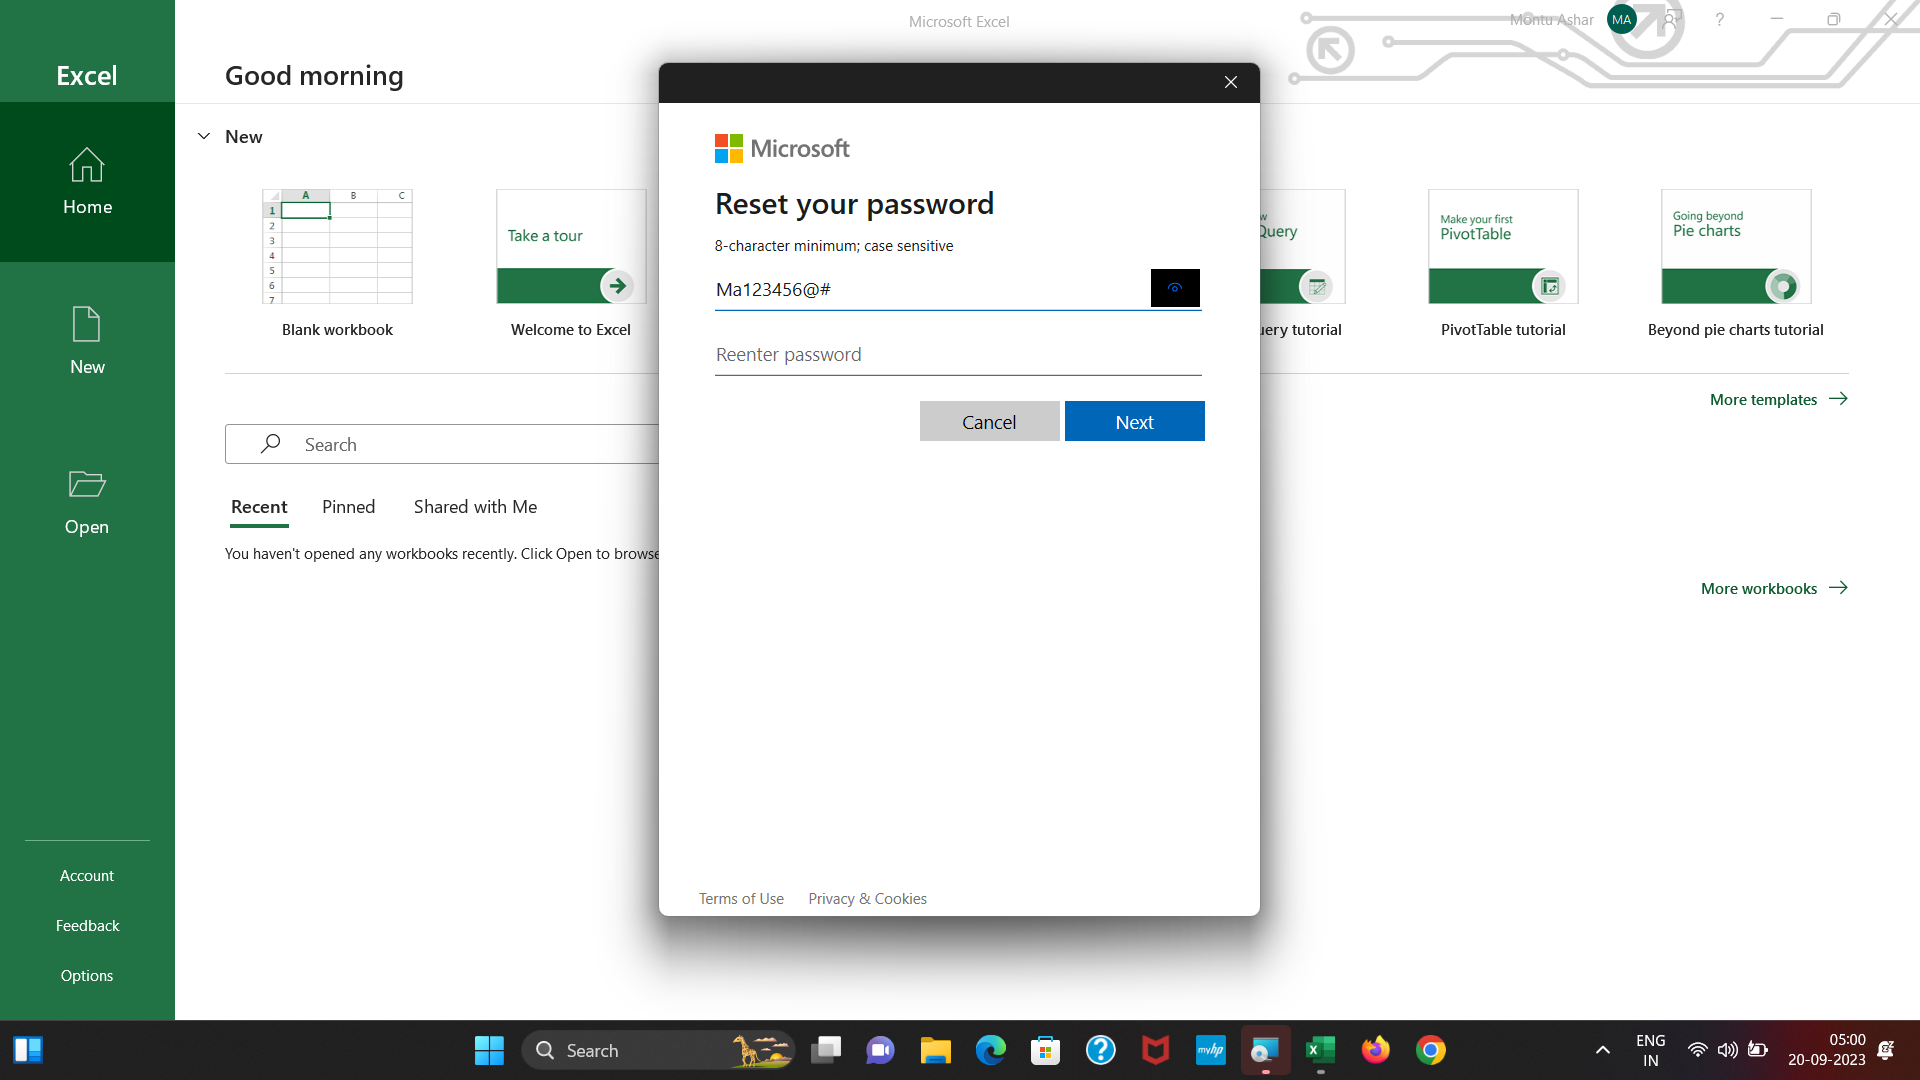 Microsoft Excel
Montu Ashar
MA
?
Excel
Good morning
Home
New
Open
Account
Feedback
Options
New
A B C
1
2
3
4
5
6
7
Blank workbook
Take a tour
Welcome to Excel
w
Query
uery tutorial
Make your first
PivotTable
PivotTable tutorial
Going beyond
Pie charts
Beyond pie charts tutorial
More templates
Search
Recent Pinned Shared with Me
You haven't opened any workbooks recently. Click Open to browse
More workbooks
Microsoft
Reset your password
8-character minimum; case sensitive
Ma123456@#
Reenter password
Cancel Next
Terms of Use Privacy & Cookies
Search
myhp
ENG
IN
05:00
20-09-2023